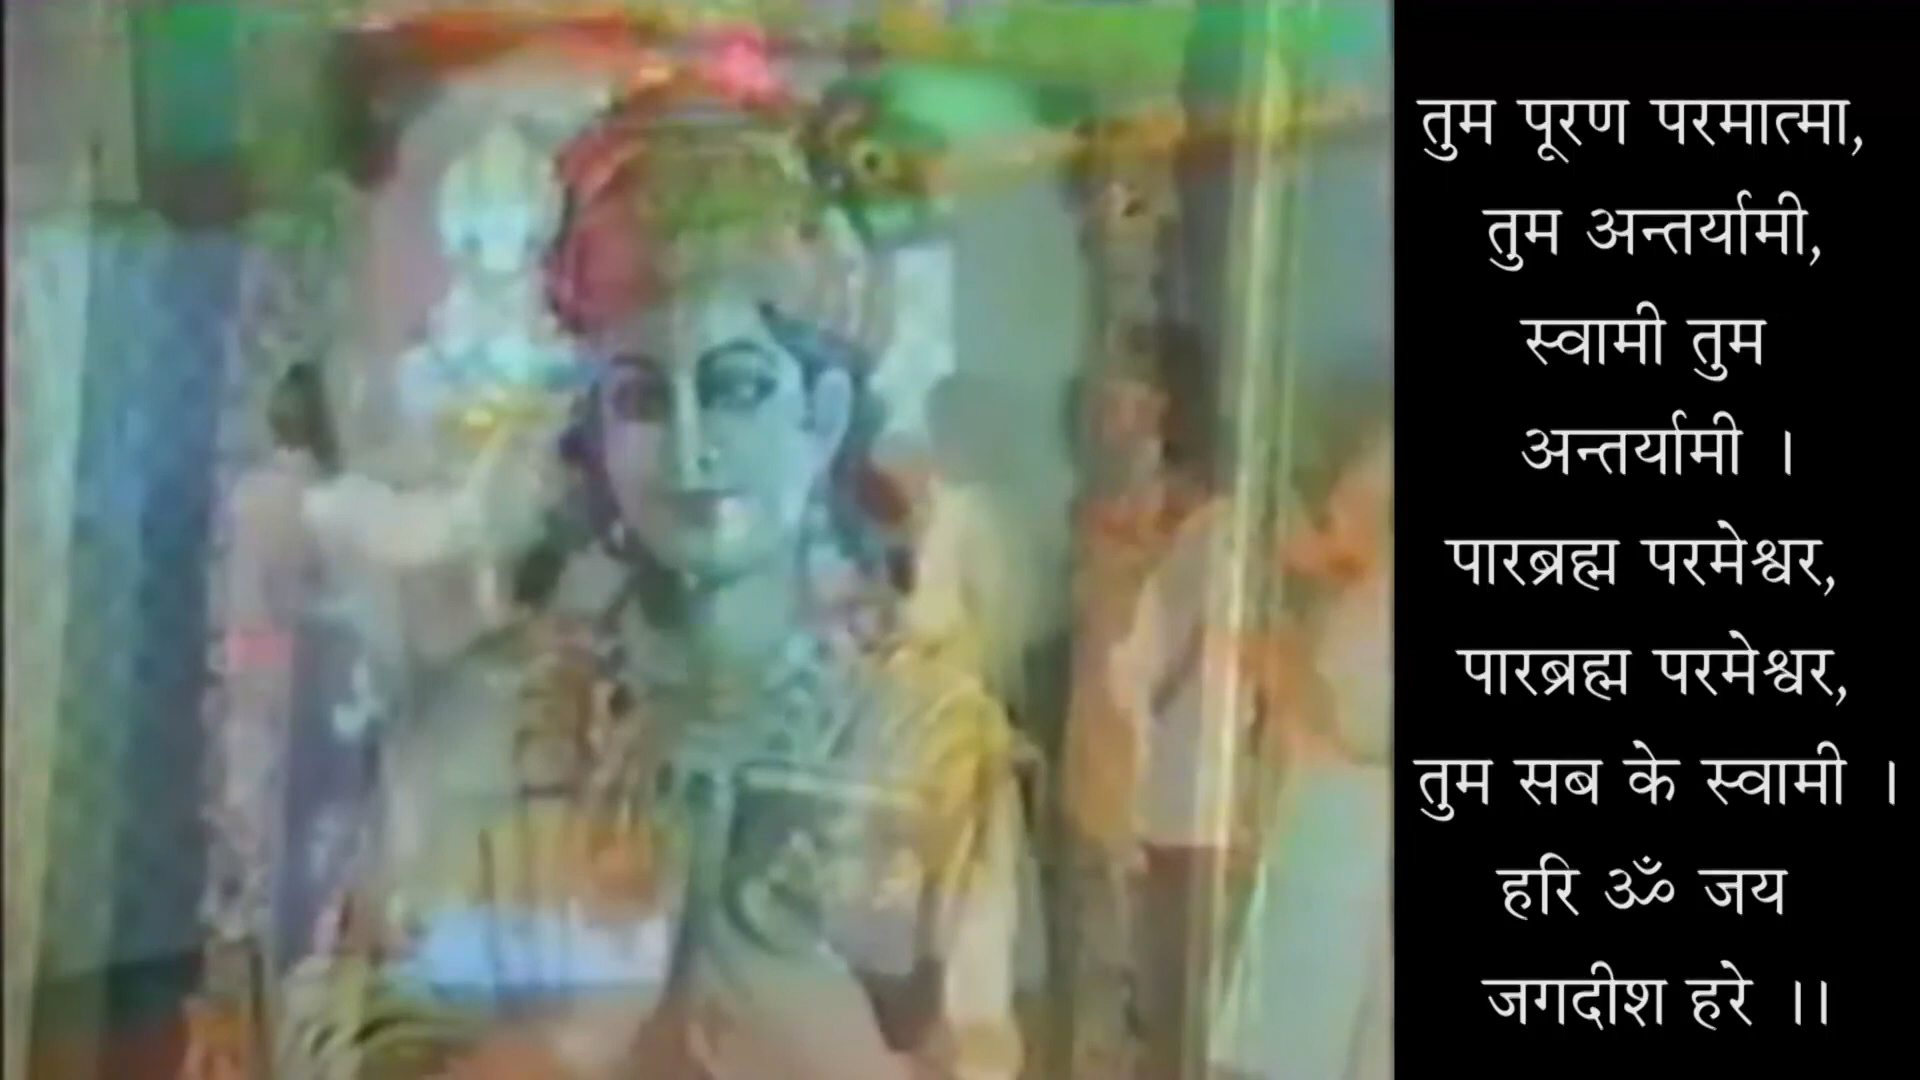 तुम पूरण परमात्मा,
तुम अन्तर्यामी,
स्वामी तुम
अन्तर्यामी ।
पारब्रह्म परमेश्वर,
पारब्रह्म परमेश्वर,
तुम सब के स्वामी ।
हरि ॐ जय
जगदीश हरे ।।